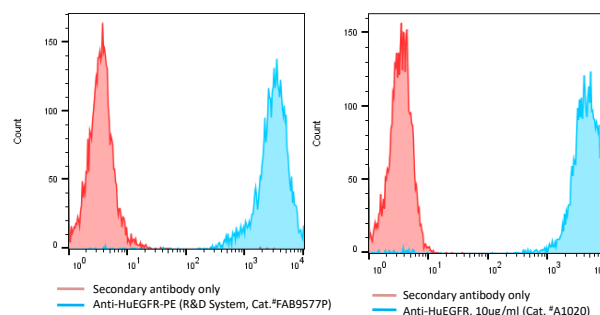 150
100
50
0
Count
10^0
10^1
10^2
10^3
10^4
Secondary antibody only
Anti-HuEGFR-PE (R&D System, Cat.#FAB9577P)
150
100
50
0
Count
10^0
10^1
10^2
10^3
Secondary antibody only
Anti-HuEGFR, 10ug/ml (Cat. #A1020)